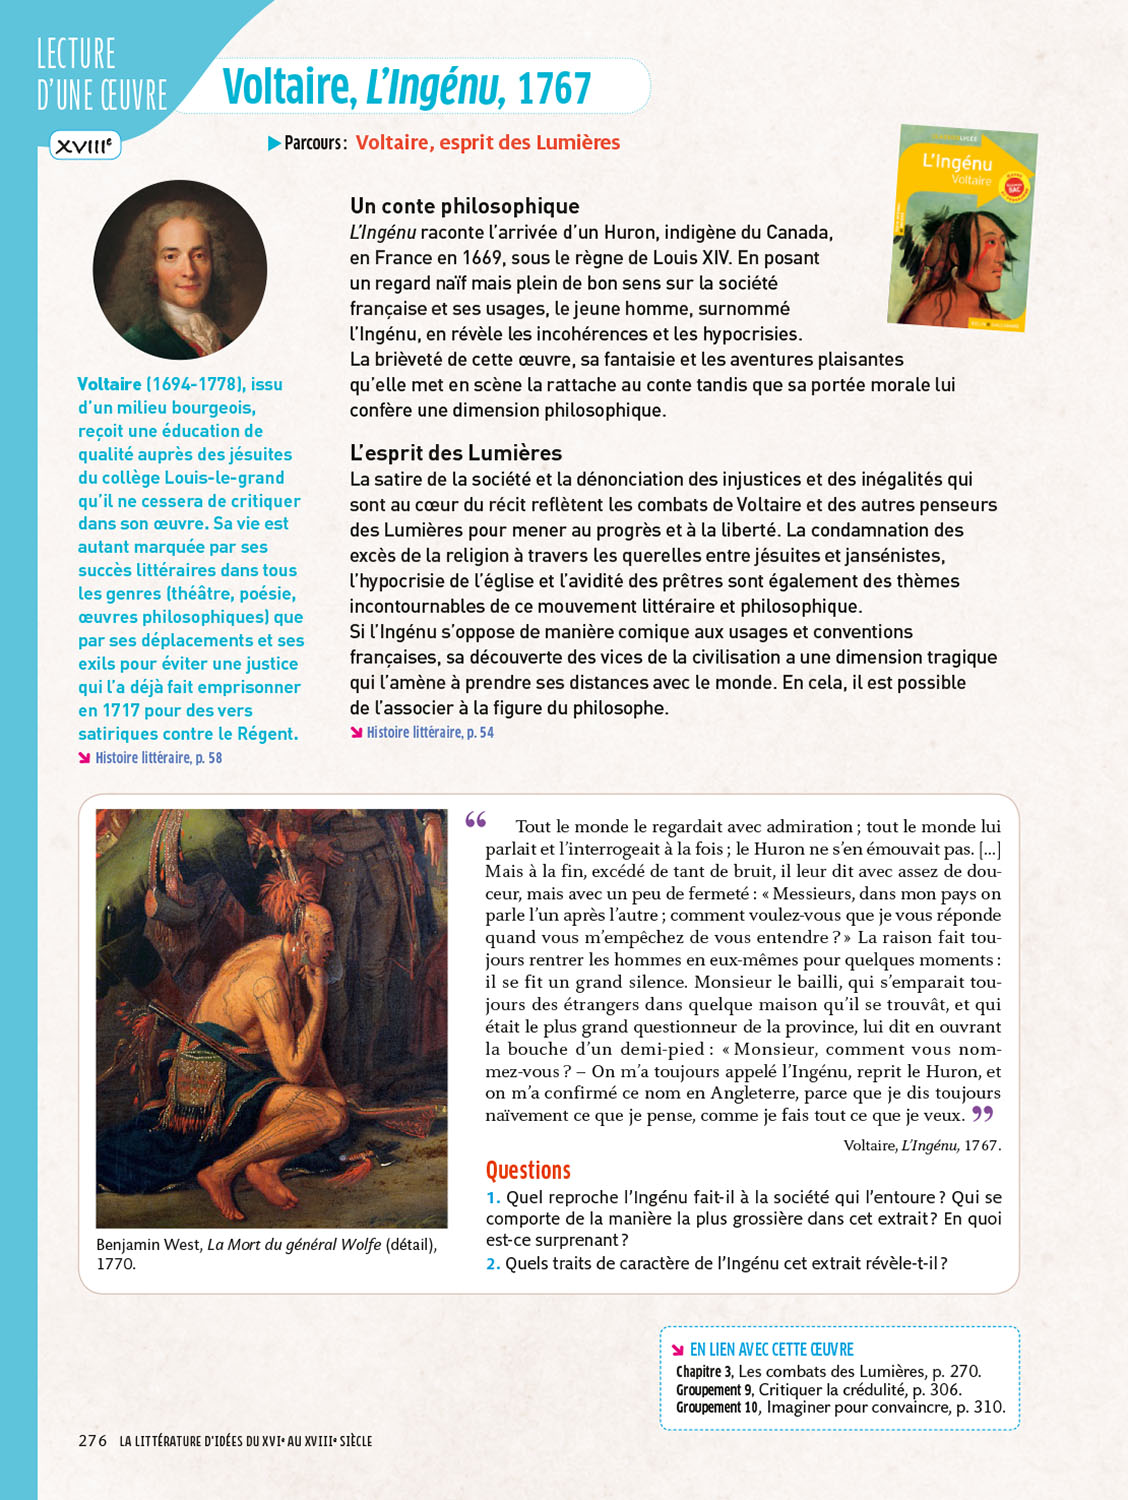 LECTURE
D'UNE ŒUVRE
XVIIIe
Voltaire, L'Ingénu, 1767
Parcours : Voltaire, esprit des Lumières
L'Ingénu
Voltaire
Voltaire (1694-1778), issu
d'un milieu bourgeois,
reçoit une éducation de
qualité auprès des jésuites
du collège Louis-le-grand
qu'il ne cessera de critiquer
dans son œuvre. Sa vie est
autant marquée par ses
succès littéraires dans tous
les genres (théâtre, poésie,
œuvres philosophiques) que
par ses déplacements et ses
exils pour éviter une justice
qui l'a déjà fait emprisonner
en 1717 pour des vers
satiriques contre le Régent.
Histoire littéraire, p. 58
Un conte philosophique
L'Ingénu raconte l'arrivée d'un Huron, indigène du Canada,
en France en 1669, sous le règne de Louis XIV. En posant
un regard naïf mais plein de bon sens sur la société
française et ses usages, le jeune homme, surnommé
l'Ingénu, en révèle les incohérences et les hypocrisies.
La brièveté de cette œuvre, sa fantaisie et les aventures plaisantes
qu'elle met en scène la rattache au conte tandis que sa portée morale lui
confère une dimension philosophique.
L'esprit des Lumières
La satire de la société et la dénonciation des injustices et des inégalités qui
sont au cœur du récit reflètent les combats de Voltaire et des autres penseurs
des Lumières pour mener au progrès et à la liberté. La condamnation des
excès de la religion à travers les querelles entre jésuites et jansénistes,
l'hypocrisie de l'église et l'avidité des prêtres sont également des thèmes
incontournables de ce mouvement littéraire et philosophique.
Si l'Ingénu s'oppose de manière comique aux usages et conventions
françaises, sa découverte des vices de la civilisation a une dimension tragique
qui l'amène à prendre ses distances avec le monde. En cela, il est possible
de l'associer à la figure du philosophe.
Histoire littéraire, p. 54
Benjamin West, La Mort du général Wolfe (détail),
1770.
“ Tout le monde le regardait avec admiration ; tout le monde lui
parlait et l'interrogeait à la fois ; le Huron ne s'en émouvait pas. [...]
Mais à la fin, excédé de tant de bruit, il leur dit avec assez de dou-
ceur, mais avec un peu de fermeté : « Messieurs, dans mon pays on
parle l'un après l'autre ; comment voulez-vous que je vous réponde
quand vous m'empêchez de vous entendre ? » La raison fait tou-
jours rentrer les hommes en eux-mêmes pour quelques moments :
il se fit un grand silence. Monsieur le bailli, qui s'emparait tou-
jours des étrangers dans quelque maison qu'il se trouvât, et qui
était le plus grand questionneur de la province, lui dit en ouvrant
la bouche d'un demi-pied : « Monsieur, comment vous nom-
mez-vous ? – On m'a toujours appelé l'Ingénu, reprit le Huron, et
on m'a confirmé ce nom en Angleterre, parce que je dis toujours
naïvement ce que je pense, comme je fais tout ce que je veux. ”
Voltaire, L'Ingénu, 1767.
Questions
1. Quel reproche l'Ingénu fait-il à la société qui l'entoure ? Qui se
comporte de la manière la plus grossière dans cet extrait ? En quoi
est-ce surprenant ?
2. Quels traits de caractère de l'Ingénu cet extrait révèle-t-il ?
EN LIEN AVEC CETTE ŒUVRE
Chapitre 3, Les combats des Lumières, p. 270.
Groupement 9, Critiquer la crédulité, p. 306.
Groupement 10, Imaginer pour convaincre, p. 310.
276 LA LITTÉRATURE D'IDÉES DU XVIe AU XVIIIe SIÈCLE